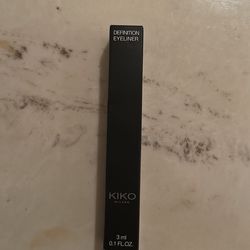 DEFINITION
EYELINER
KIKO
MILANO
3 ml
0.1 FL.OZ.